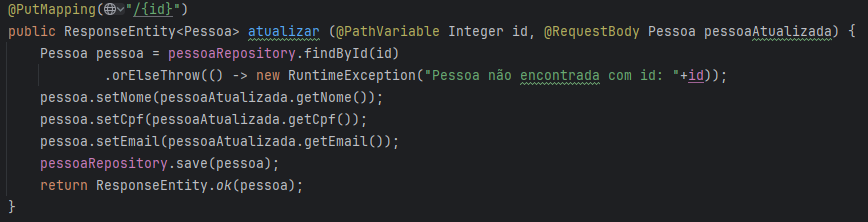 @PutMapping("/{id}")
public ResponseEntity<Pessoa> atualizar (@PathVariable Integer id, @RequestBody Pessoa pessoaAtualizada) {
    Pessoa pessoa = pessoaRepository.findById(id)
            .orElseThrow(() -> new RuntimeException("Pessoa não encontrada com id: "+id));
    pessoa.setNome(pessoaAtualizada.getNome());
    pessoa.setCpf(pessoaAtualizada.getCpf());
    pessoa.setEmail(pessoaAtualizada.getEmail());
    pessoaRepository.save(pessoa);
    return ResponseEntity.ok(pessoa);
}